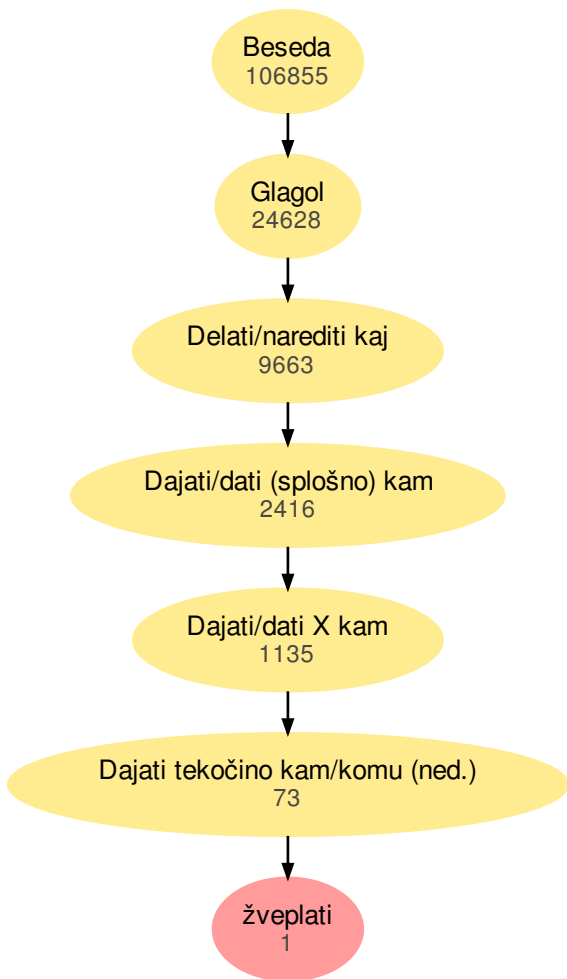 Beseda
106855
Glagol
24628
Delati/narediti kaj
9663
Dajati/dati (splošno) kam
2416
Dajati/dati X kam
1135
Dajati tekočino kam/komu (ned.)
73
žveplati
1